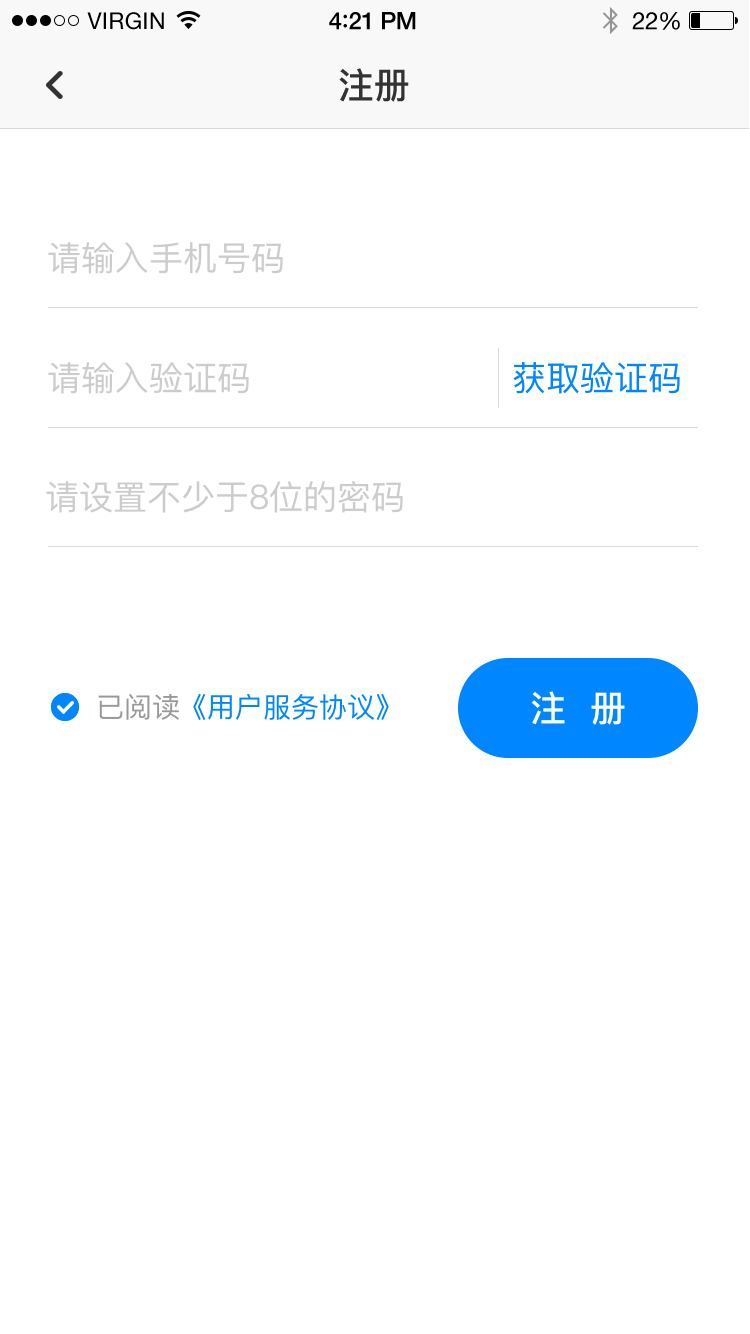 VIRGIN 4:21 PM 22%
注册
请输入手机号码
请输入验证码 获取验证码
请设置不少于8位的密码
已阅读《用户服务协议》 注 册